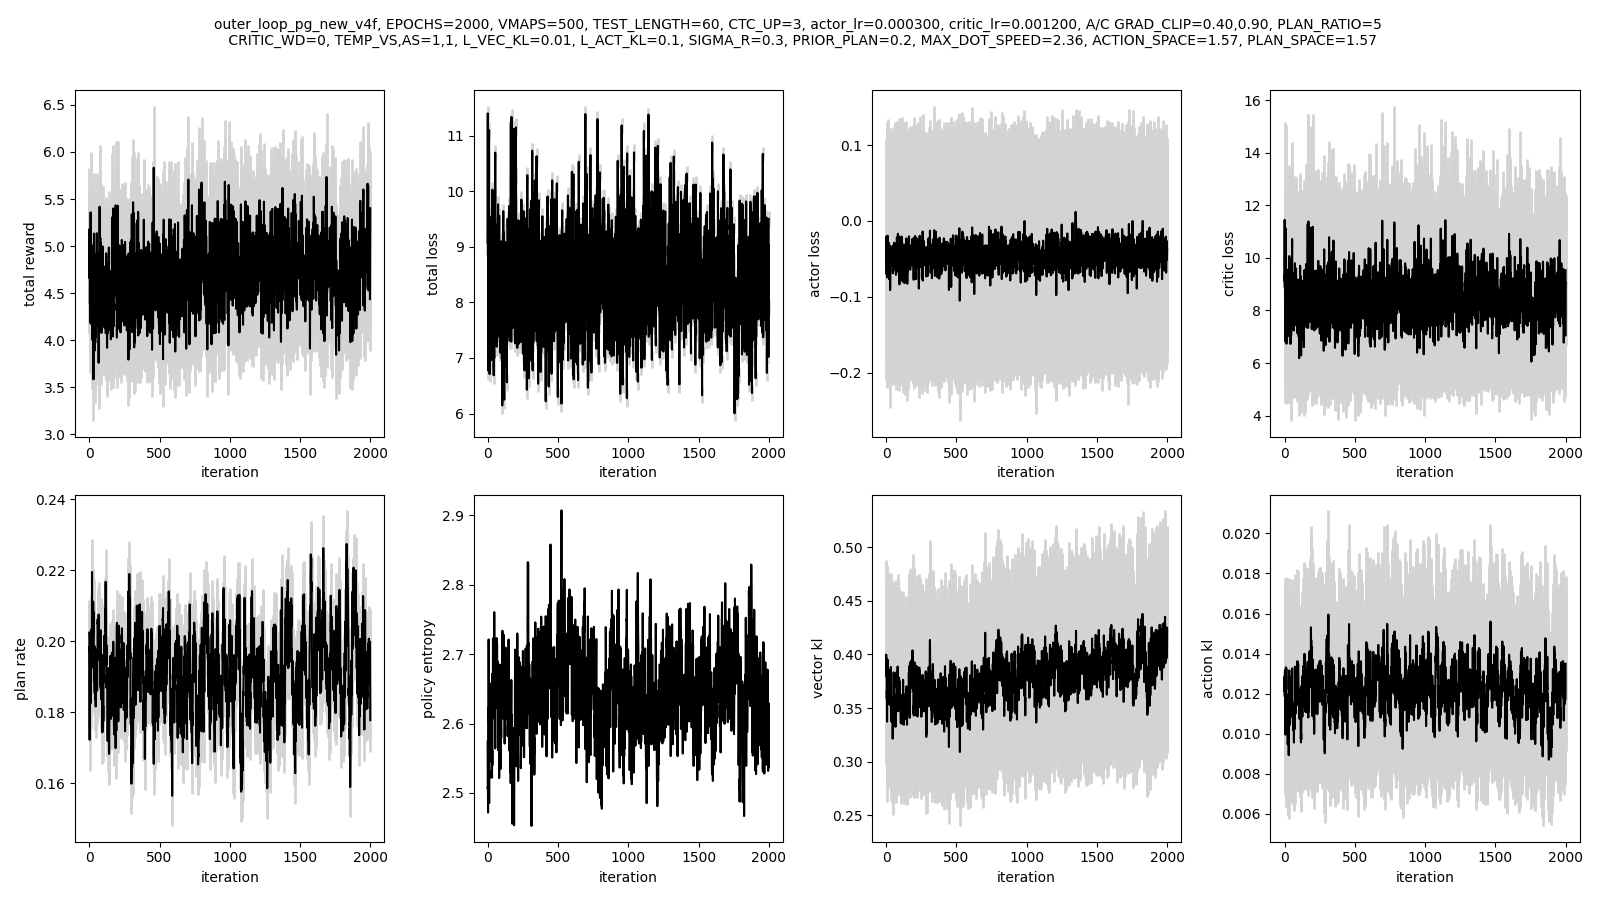 outer_loop_pg_new_v4f, EPOCHS=2000, VMAPS=500, TEST_LENGTH=60, CTC_UP=3, actor_lr=0.000300, critic_lr=0.001200, A/C GRAD_CLIP=0.40,0.90, PLAN_RATIO=5
CRITIC_WD=0, TEMP_VS,AS=1,1, L_VEC_KL=0.01, L_ACT_KL=0.1, SIGMA_R=0.3, PRIOR_PLAN=0.2, MAX_DOT_SPEED=2.36, ACTION_SPACE=1.57, PLAN_SPACE=1.57
total reward
6.5
6.0
5.5
5.0
4.5
4.0
3.5
3.0
0 500 1000 1500 2000
iteration
total loss
11
10
9
8
7
6
0 500 1000 1500 2000
iteration
actor loss
0.1
0.0
−0.1
−0.2
0 500 1000 1500 2000
iteration
critic loss
16
14
12
10
8
6
4
0 500 1000 1500 2000
iteration
plan rate
0.24
0.22
0.20
0.18
0.16
0 500 1000 1500 2000
iteration
policy entropy
2.9
2.8
2.7
2.6
2.5
0 500 1000 1500 2000
iteration
vector kl
0.50
0.45
0.40
0.35
0.30
0.25
0 500 1000 1500 2000
iteration
action kl
0.020
0.018
0.016
0.014
0.012
0.010
0.008
0.006
0 500 1000 1500 2000
iteration